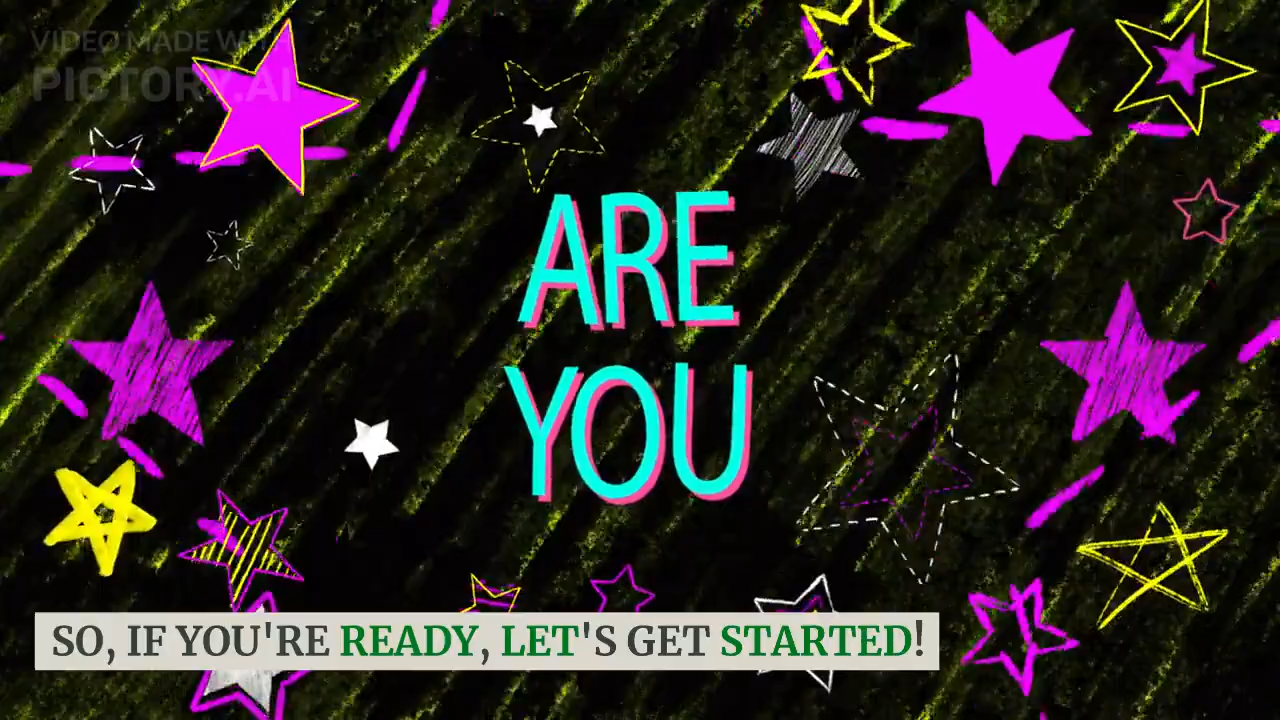 VIDEO MADE WITH
PICTORY.AI
ARE
YOU
SO, IF YOU'RE READY, LET'S GET STARTED!